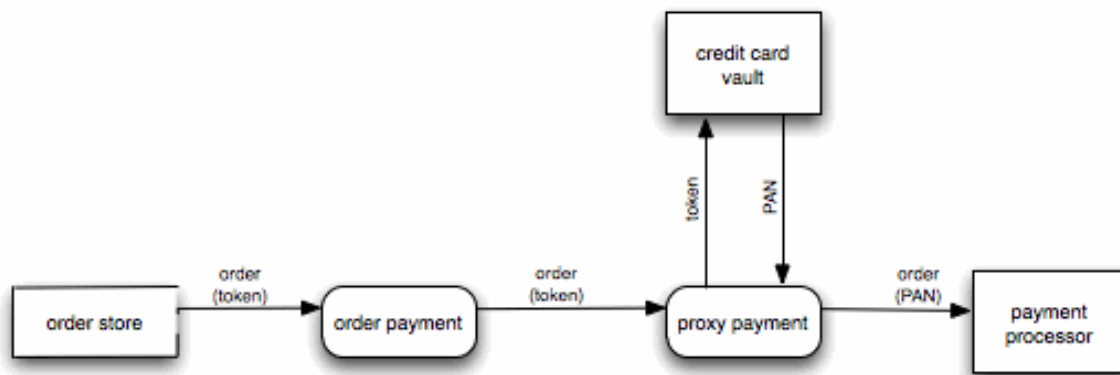 credit card
vault
token
PAN
order
(token)
order
(token)
order
(PAN)
order store
order payment
proxy payment
payment
processor